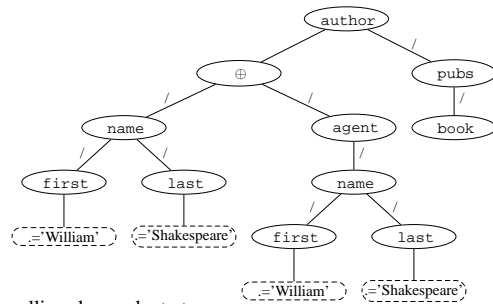 author
⊕ pubs
/ / /
name agent book
/ / /
first last name
/ /
.='William' .='Shakespeare' first last
.='William' .='Shakespeare'